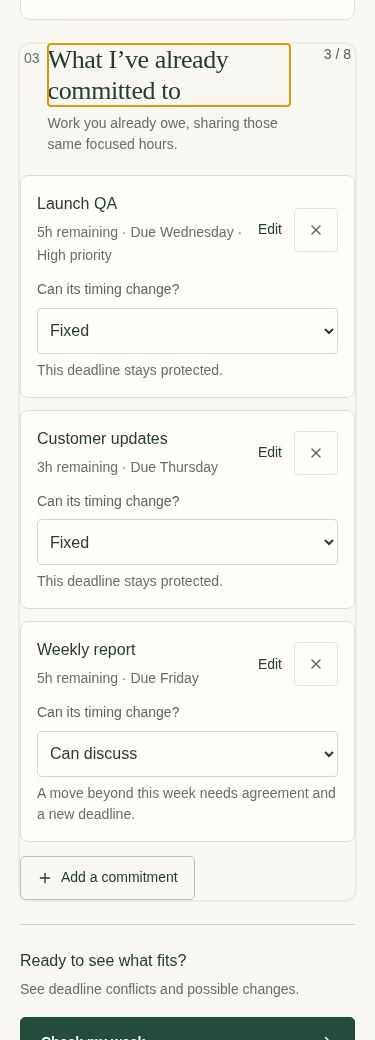 03
What I’ve already
committed to
3 / 8
Work you already owe, sharing those
same focused hours.
Launch QA
5h remaining · Due Wednesday ·
High priority
Edit
Can its timing change?
Fixed
This deadline stays protected.
Customer updates
3h remaining · Due Thursday
Edit
Can its timing change?
Fixed
This deadline stays protected.
Weekly report
5h remaining · Due Friday
Edit
Can its timing change?
Can discuss
A move beyond this week needs agreement and
a new deadline.
Add a commitment
Ready to see what fits?
See deadline conflicts and possible changes.
Check my week